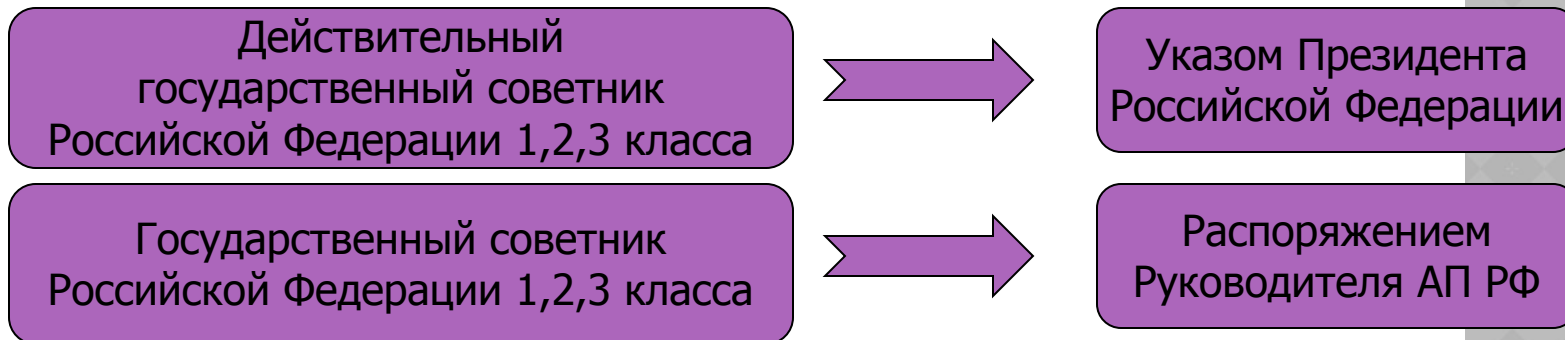 Действительный
государственный советник
Российской Федерации 1,2,3 класса
Указом Президента
Российской Федерации
Государственный советник
Российской Федерации 1,2,3 класса
Распоряжением
Руководителя АП РФ